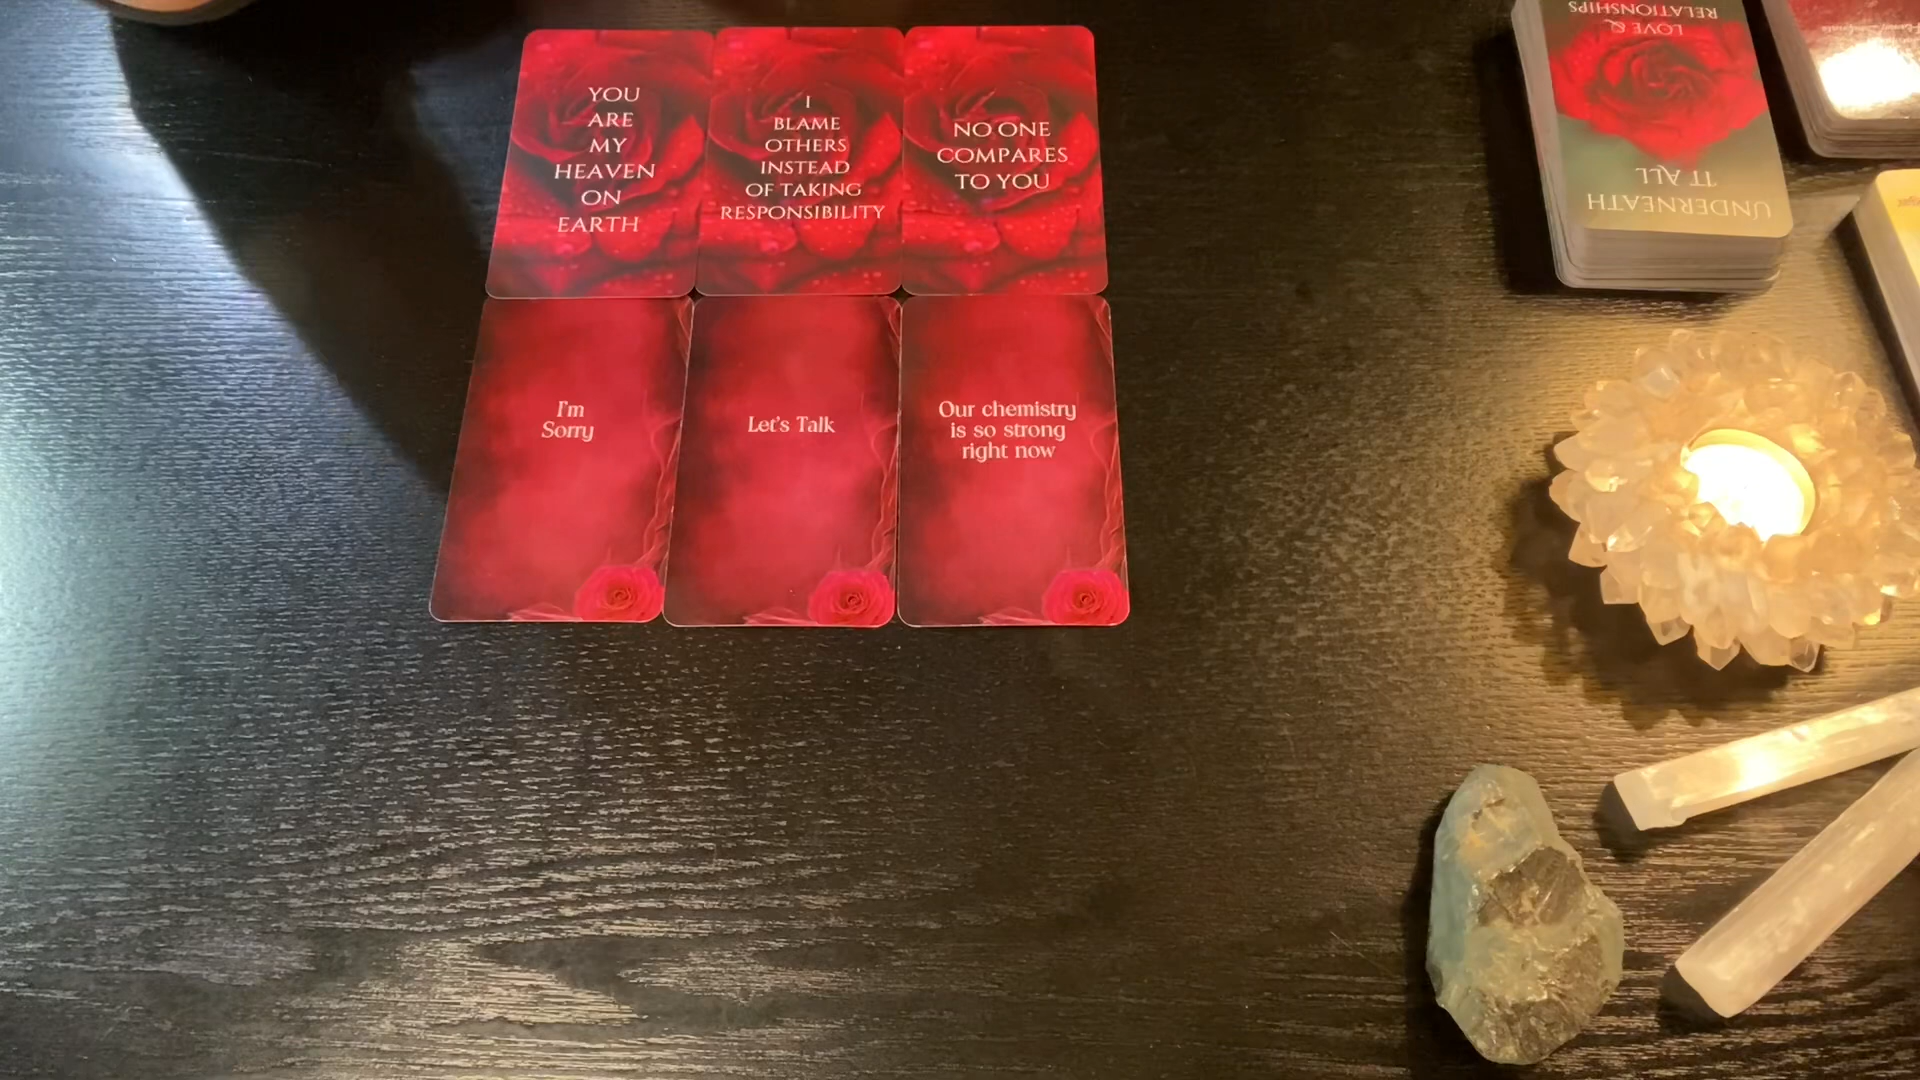 YOU
ARE
MY
HEAVEN
ON
EARTH
I
BLAME
OTHERS
INSTEAD
OF TAKING
RESPONSIBILITY
NO ONE
COMPARES
TO YOU
I'm
Sorry
Let's Talk
Our chemistry
is so strong
right now
UNDERNEATH
IT ALL
LOVE &
RELATIONSHIPS